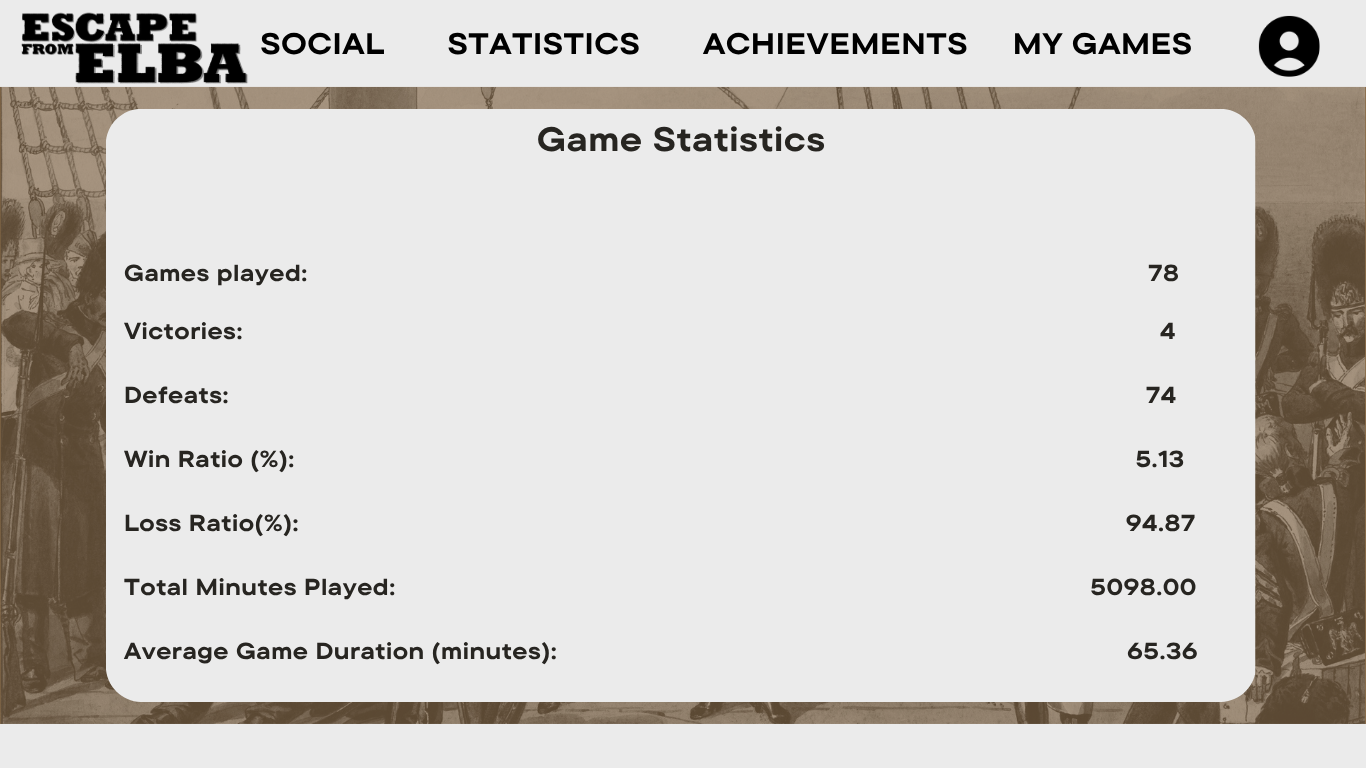 ESCAPE
FROM ELBA
SOCIAL STATISTICS ACHIEVEMENTS MY GAMES
Game Statistics
Games played: 78
Victories: 4
Defeats: 74
Win Ratio (%): 5.13
Loss Ratio(%): 94.87
Total Minutes Played: 5098.00
Average Game Duration (minutes): 65.36